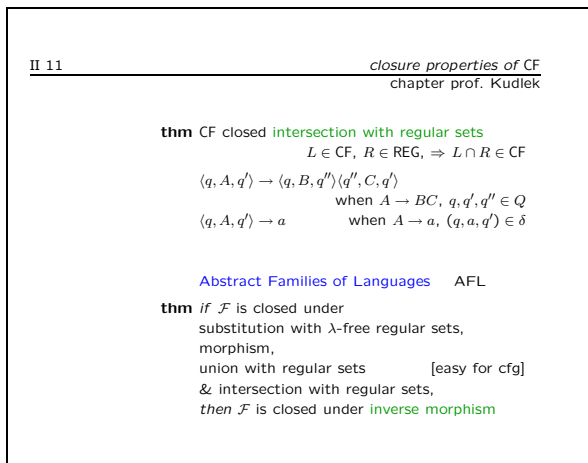 II 11 closure properties of CF
chapter prof. Kudlek
thm CF closed intersection with regular sets
L ∈ CF, R ∈ REG, ⇒ L ∩ R ∈ CF
⟨q, A, q′⟩ → ⟨q, B, q″⟩⟨q″, C, q′⟩
when A → BC, q, q′, q″ ∈ Q
⟨q, A, q′⟩ → a when A → a, (q, a, q′) ∈ δ
Abstract Families of Languages AFL
thm if ℱ is closed under
substitution with λ-free regular sets,
morphism,
union with regular sets [easy for cfg]
& intersection with regular sets,
then ℱ is closed under inverse morphism